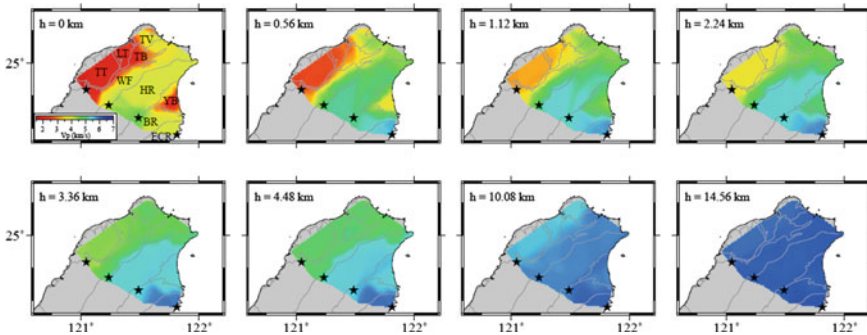 h = 0 km
h = 0.56 km
h = 1.12 km
h = 2.24 km
TV
LT
TB
25°
TT
WF
HR
YB
BR
ECR
2 3 4 5 6 7
Vp (km/s)
h = 3.36 km
h = 4.48 km
h = 10.08 km
h = 14.56 km
25°
121° 122° 121° 122° 121° 122° 121° 122°